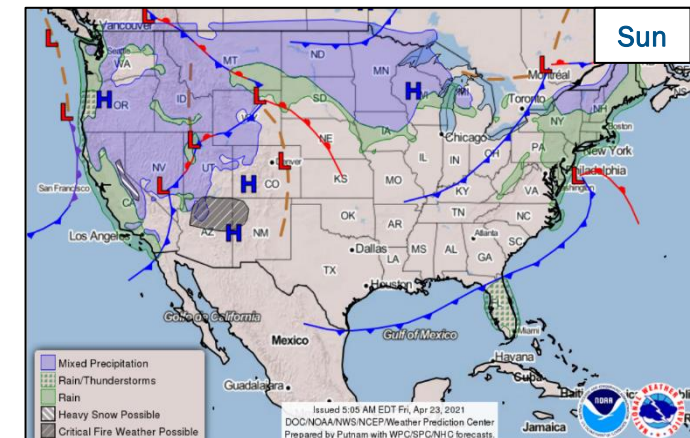 Sun
Vancouver
Seattle
WA
MT
ND
MN
Montréal
OR
ID
SD
Toronto
NH
NY
Boston
IA
Chicago
New York
NE
PA
Philadelphia
Washington
NV
UT
Denver
CO
KS
MO
IL
IN
OH
KY
VA
San Francisco
CA
Los Angeles
AZ
NM
OK
AR
TN
NC
SC
Atlanta
Dallas
TX
LA
MS
AL
GA
Houston
Golfo de California
Mexico
Gulf of Mexico
Miami
Havana
Cuba
Guadalajara
Jamaica
L
L
L
L
L
L
L
L
L
H
H
H
H
Mixed Precipitation
Rain/Thunderstorms
Rain
Heavy Snow Possible
Critical Fire Weather Possible
Issued 5:05 AM EDT Fri, Apr 23, 2021
DOC/NOAA/NWS/NCEP/Weather Prediction Center
Prepared by Putnam with WPC/SPC/NHC forecasts.
NOAA